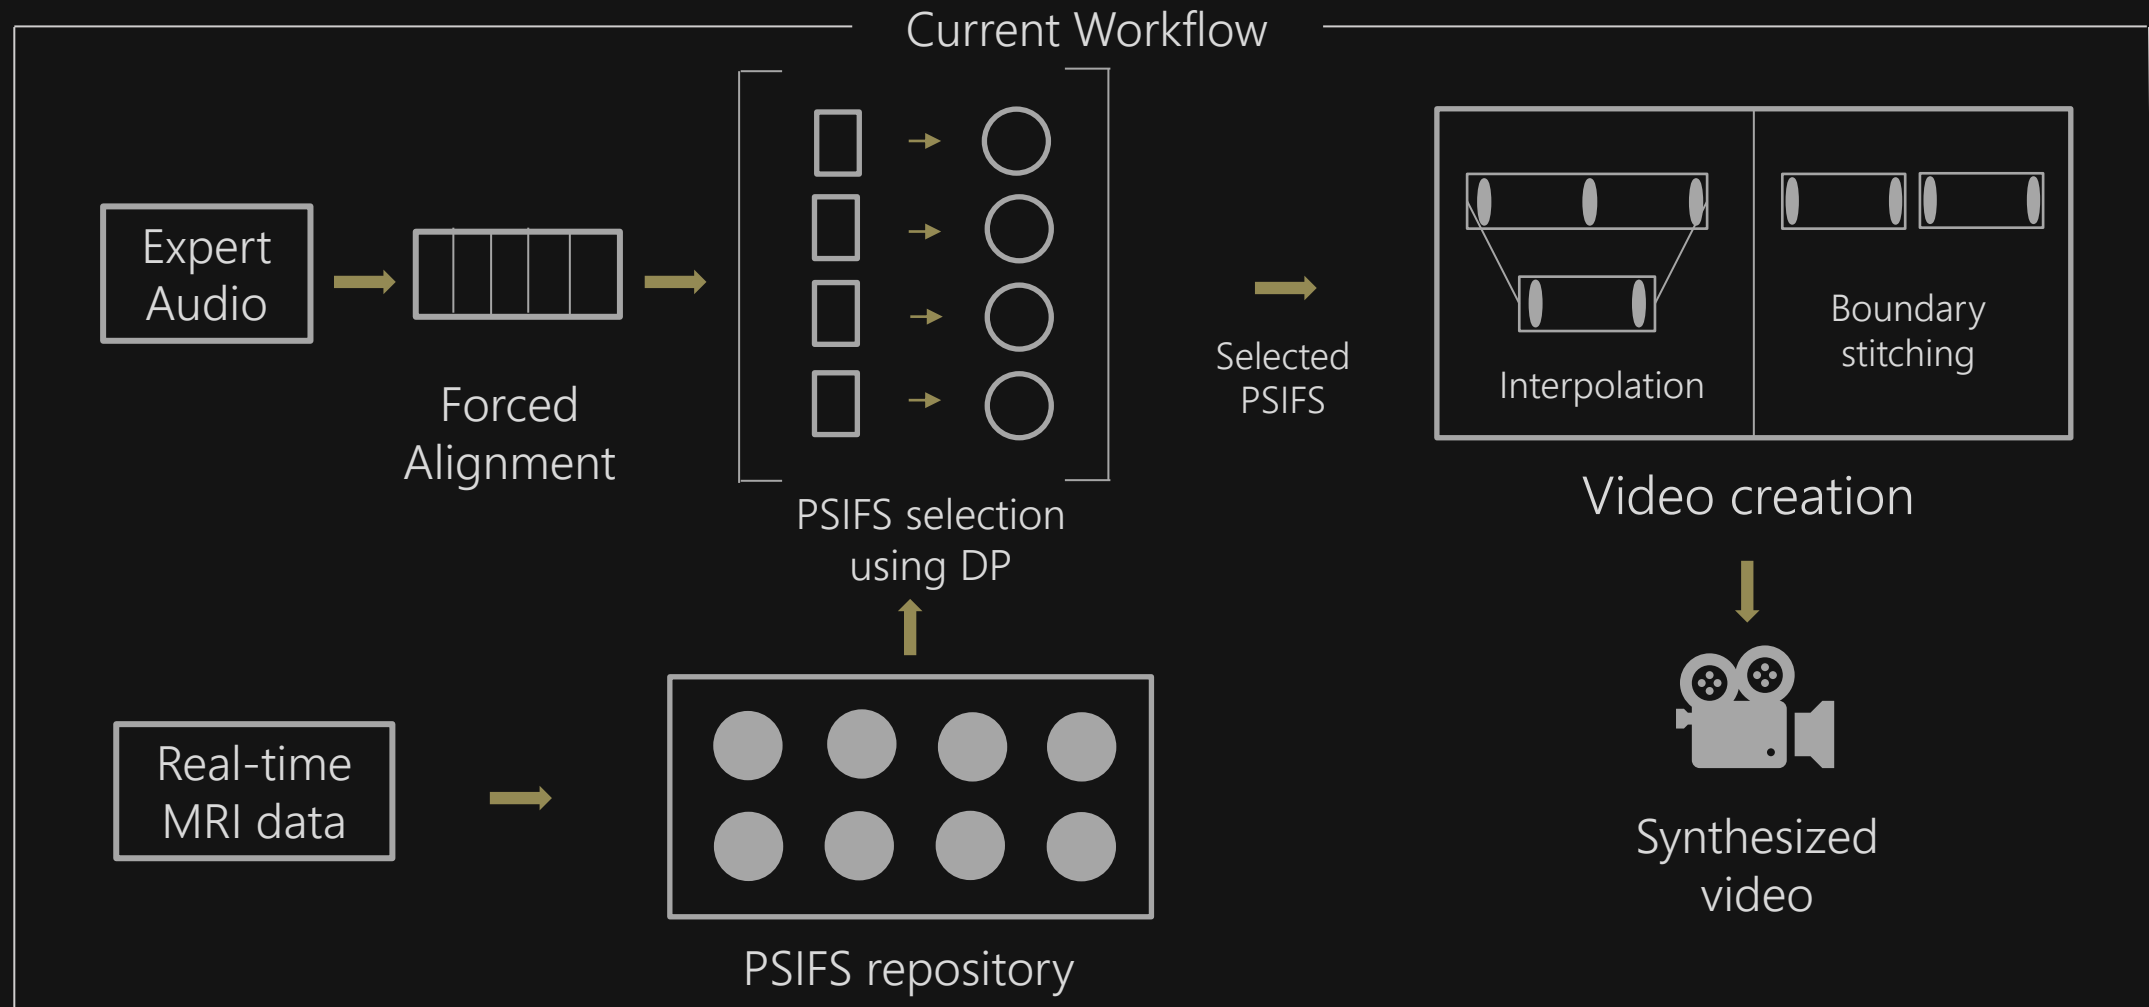 Current Workflow
Expert
Audio
Forced
Alignment
PSIFS selection
using DP
Selected
PSIFS
Interpolation
Boundary
stitching
Video creation
Real-time
MRI data
PSIFS repository
Synthesized
video